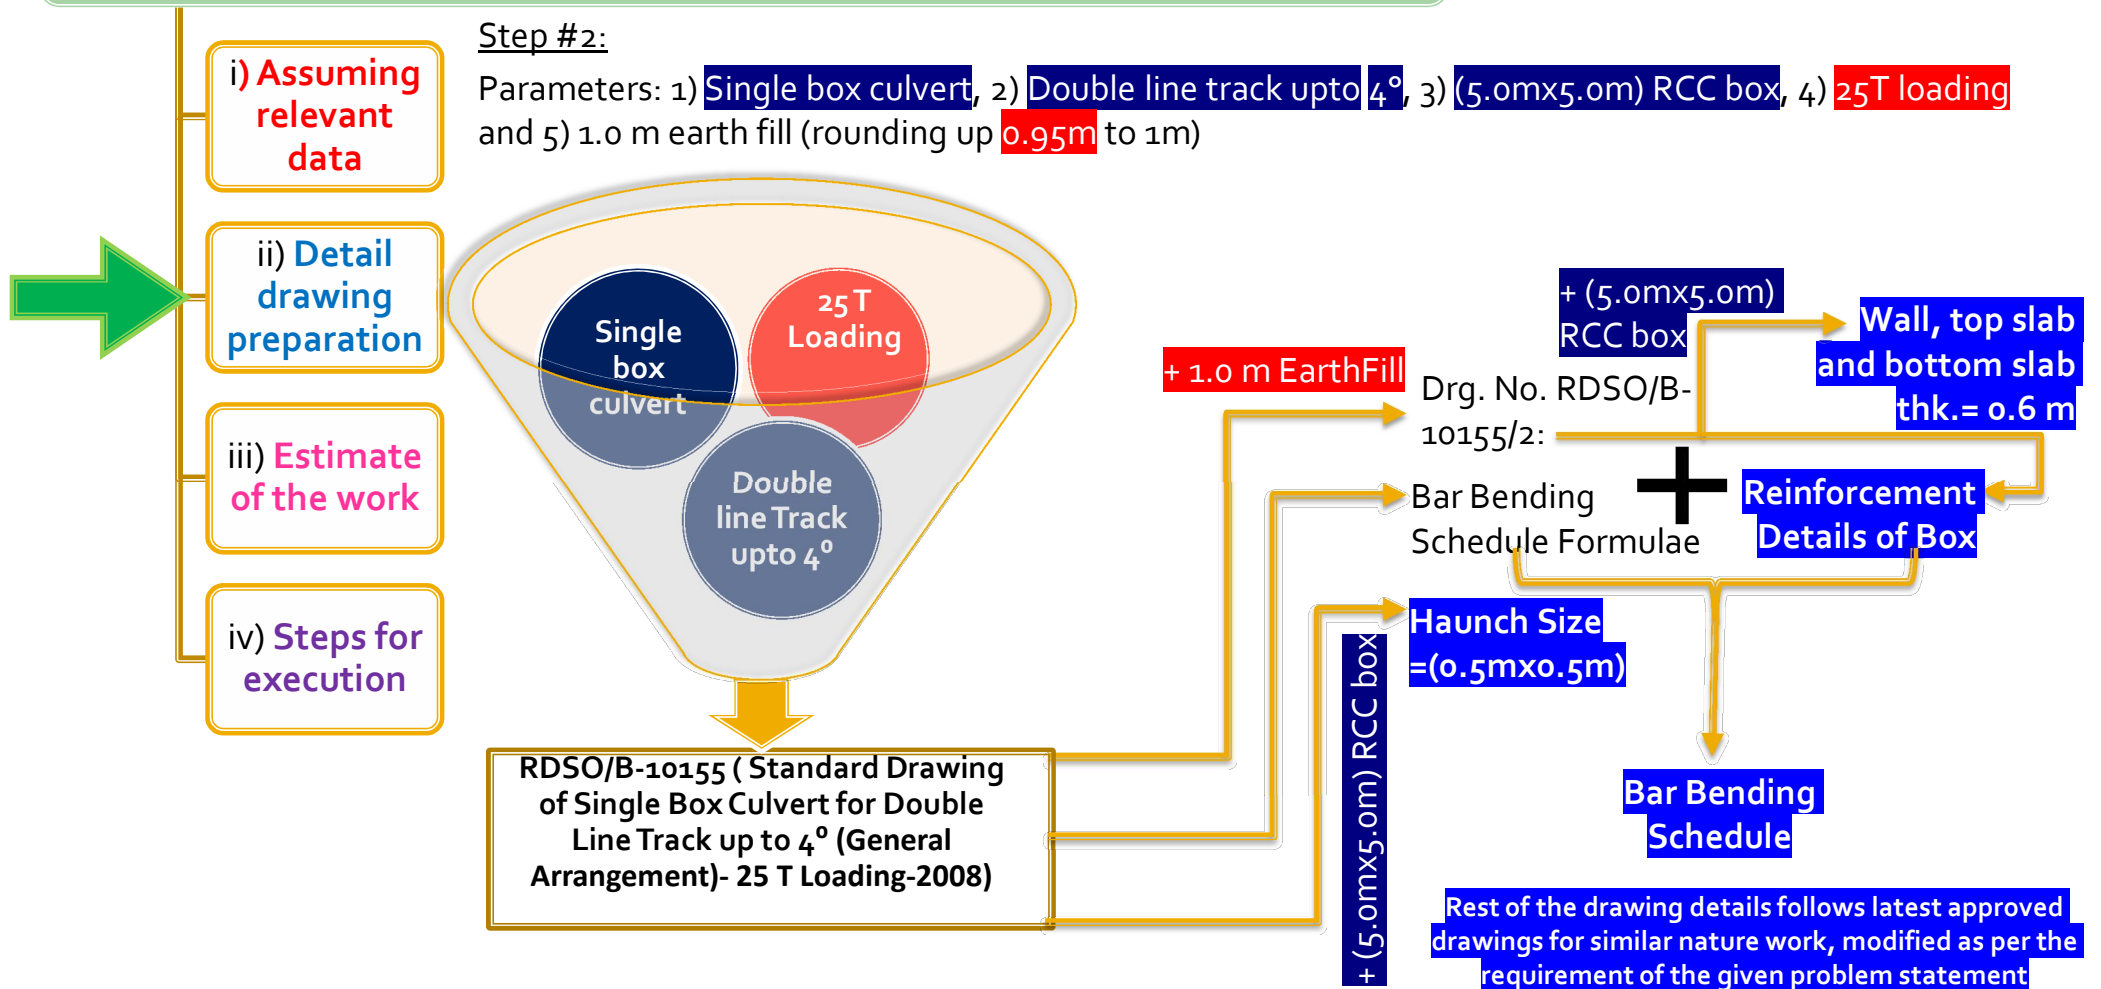 Step #2:
Parameters: 1) Single box culvert, 2) Double line track upto 4⁰, 3) (5.0mx5.0m) RCC box, 4) 25T loading
and 5) 1.0 m earth fill (rounding up 0.95m to 1m)
i) Assuming
relevant
data
ii) Detail
drawing
preparation
iii) Estimate
of the work
iv) Steps for
execution
Single
box
culvert
25 T
Loading
Double
line Track
upto 4⁰
RDSO/B-10155 ( Standard Drawing
of Single Box Culvert for Double
Line Track up to 4⁰ (General
Arrangement)- 25 T Loading-2008)
+ 1.0 m EarthFill
+ (5.0mx5.0m)
RCC box
Drg. No. RDSO/B-
10155/2:
Wall, top slab
and bottom slab
thk.= 0.6 m
Bar Bending
Schedule Formulae
Reinforcement
Details of Box
+ (5.0mx5.0m) RCC box
Haunch Size
=(0.5mx0.5m)
Bar Bending
Schedule
Rest of the drawing details follows latest approved
drawings for similar nature work, modified as per the
requirement of the given problem statement